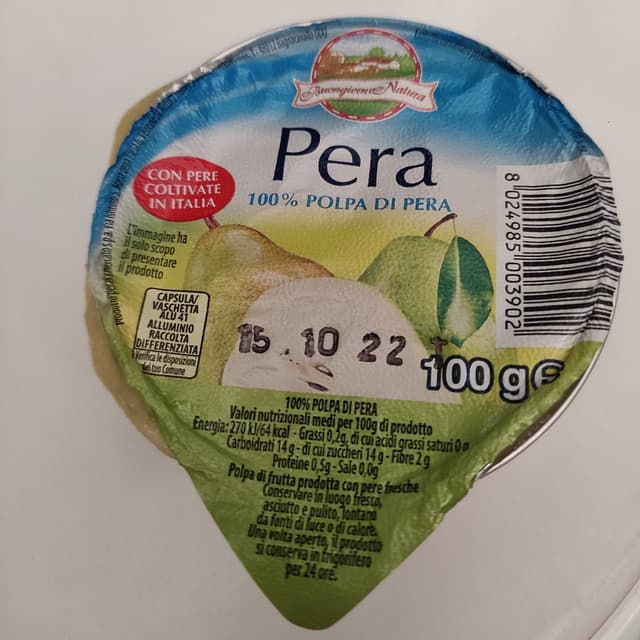 Buongiorno Natura
Pera
100% POLPA DI PERA
CON PERE
COLTIVATE
IN ITALIA
L'immagine ha
il solo scopo
di presentare
il prodotto
CAPSULA/
VASCHETTA
ALU 41
ALLUMINIO
RACCOLTA
DIFFERENZIATA
Verifica le disposizioni
del tuo Comune
8 024985 003902
15 10 22 T
100 g e
100% POLPA DI PERA
Valori nutrizionali medi per 100g di prodotto
Energia: 270 kJ/64 kcal - Grassi 0,2g, di cui acidi grassi saturi 0 g
Carboidrati 14 g - di cui zuccheri 14 g - Fibre 2 g
Proteine 0,5g - Sale 0,0g
Polpa di frutta prodotta con pere fresche
Conservare in luogo fresco,
asciutto e pulito, lontano
da fonti di luce o di calore.
Una volta aperto, il prodotto
si conserva in frigorifero
per 24 ore.